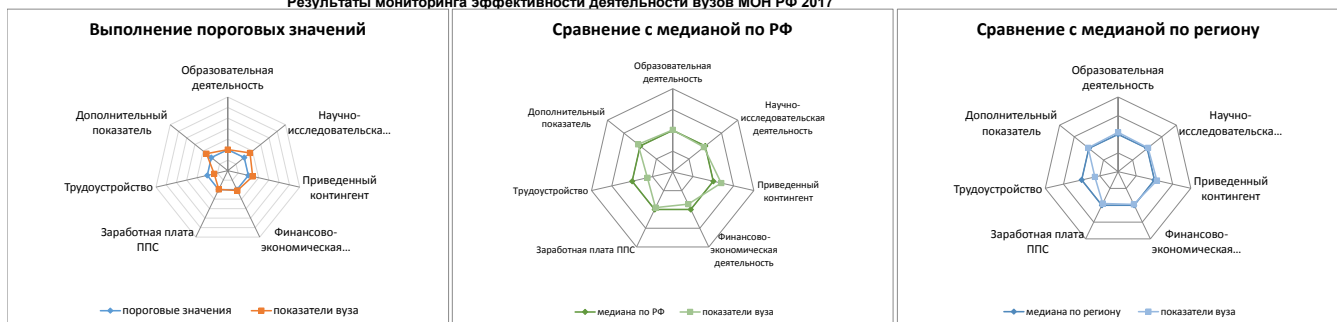 Результаты мониторинга эффективности деятельности вузов МОН РФ 2017
Выполнение пороговых значений
Образовательная
деятельность
Научно-
исследовательска...
Приведенный
контингент
Финансово-
экономическая...
Заработная плата
ППС
Трудоустройство
Дополнительный
показатель
пороговые значения
показатели вуза
Сравнение с медианой по РФ
Образовательная
деятельность
Научно-
исследовательская
деятельность
Приведенный
контингент
Финансово-
экономическая
деятельность
Заработная плата ППС
Трудоустройство
Дополнительный
показатель
медиана по РФ
показатели вуза
Сравнение с медианой по региону
Образовательная
деятельность
Научно-
исследовательска...
Приведенный
контингент
Финансово-
экономическая...
Заработная плата
ППС
Трудоустройство
Дополнительный
показатель
медиана по региону
показатели вуза